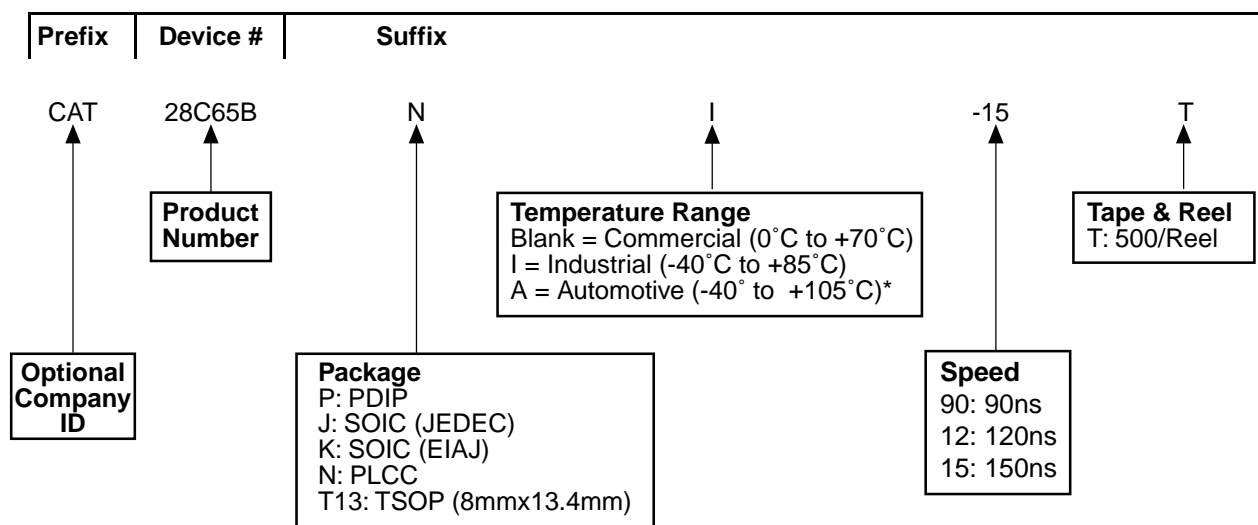 Prefix Device # Suffix
CAT 28C65B N I -15 T
Product
Number
Temperature Range
Blank = Commercial (0˚C to +70˚C)
I = Industrial (-40˚C to +85˚C)
A = Automotive (-40˚ to +105˚C)*
Tape & Reel
T: 500/Reel
Optional
Company
ID
Package
P: PDIP
J: SOIC (JEDEC)
K: SOIC (EIAJ)
N: PLCC
T13: TSOP (8mmx13.4mm)
Speed
90: 90ns
12: 120ns
15: 150ns